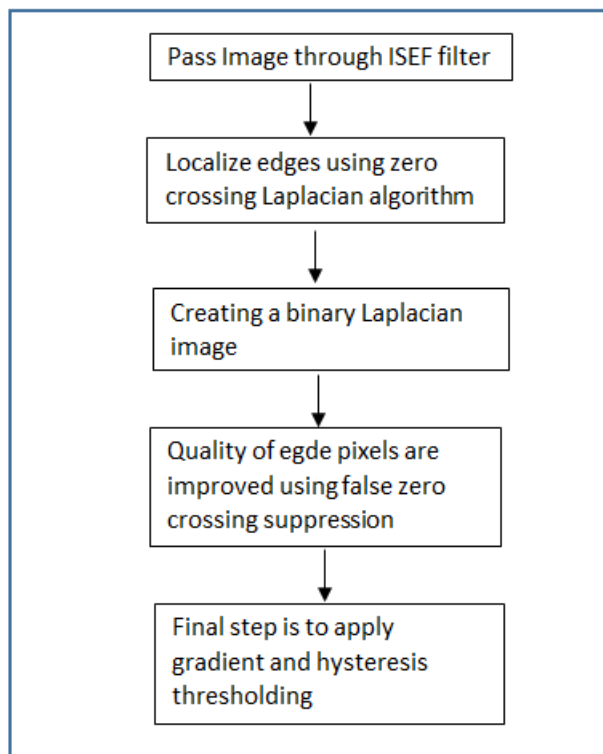 Pass Image through ISEF filter
Localize edges using zero
crossing Laplacian algorithm
Creating a binary Laplacian
image
Quality of egde pixels are
improved using false zero
crossing suppression
Final step is to apply
gradient and hysteresis
thresholding